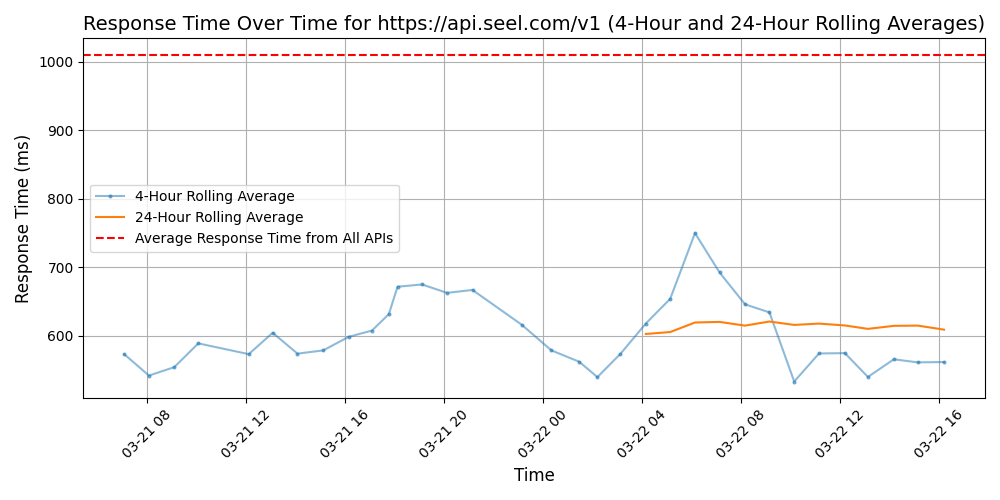 Response Time Over Time for https://api.seel.com/v1 (4-Hour and 24-Hour Rolling Averages)
Response Time (ms)
1000
900
800
700
600
4-Hour Rolling Average
24-Hour Rolling Average
Average Response Time from All APIs
03-21 08
03-21 12
03-21 16
03-21 20
03-22 00
03-22 04
03-22 08
03-22 12
03-22 16
Time